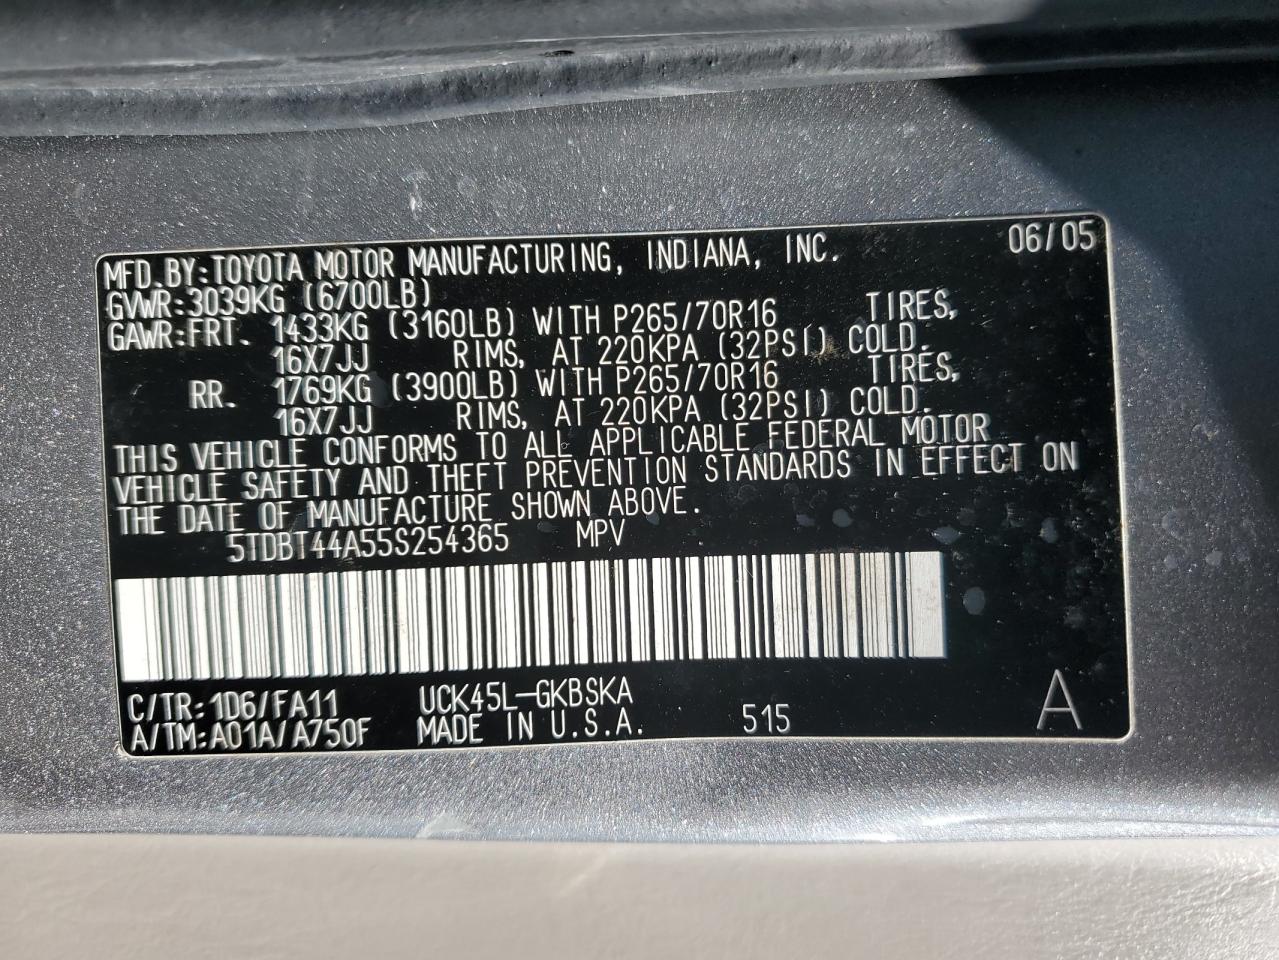 MFD.BY:TOYOTA MOTOR MANUFACTURING, INDIANA, INC. 06/05
GVWR:3039KG (6700LB)
GAWR:FRT. 1433KG (3160LB) WITH P265/70R16 TIRES,
16X7JJ RIMS, AT 220KPA (32PSI) COLD.
RR. 1769KG (3900LB) WITH P265/70R16 TIRES,
16X7JJ RIMS, AT 220KPA (32PSI) COLD.
THIS VEHICLE CONFORMS TO ALL APPLICABLE FEDERAL MOTOR
VEHICLE SAFETY AND THEFT PREVENTION STANDARDS IN EFFECT ON
THE DATE OF MANUFACTURE SHOWN ABOVE.
5TDBT44A55S254365 MPV
C/TR:1D6/FA11 UCK45L-GKBSKA
A/TM:A01A/A750F MADE IN U.S.A. 515 A